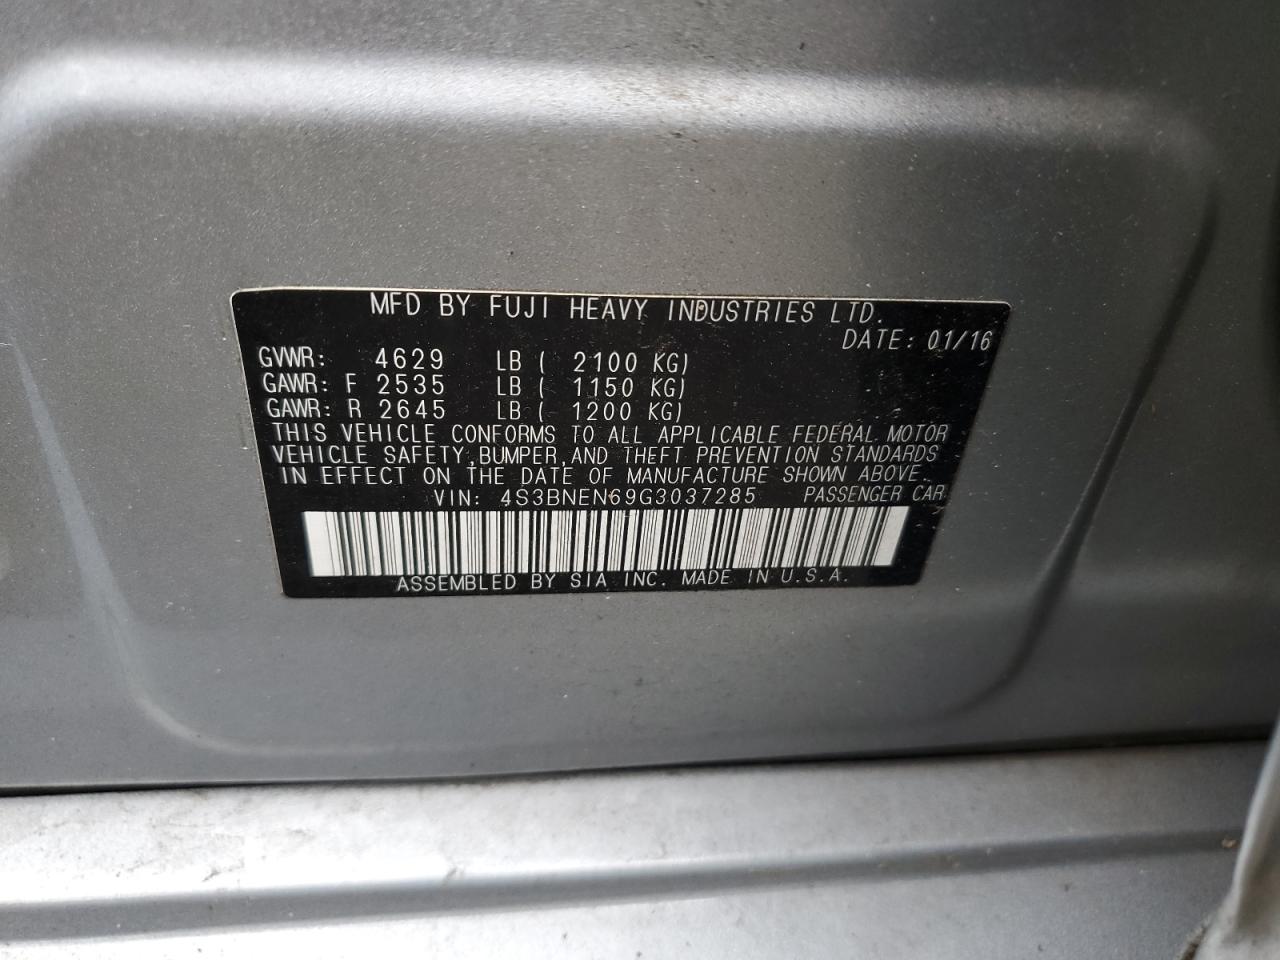 MFD BY FUJI HEAVY INDUSTRIES LTD.
DATE: 01/16
GVWR: 4629 LB ( 2100 KG)
GAWR: F 2535 LB ( 1150 KG)
GAWR: R 2645 LB ( 1200 KG)
THIS VEHICLE CONFORMS TO ALL APPLICABLE FEDERAL MOTOR
VEHICLE SAFETY,BUMPER,AND THEFT PREVENTION STANDARDS
IN EFFECT ON THE DATE OF MANUFACTURE SHOWN ABOVE.
VIN: 4S3BNEN69G3037285 PASSENGER CAR
ASSEMBLED BY SIA INC. MADE IN U.S.A.